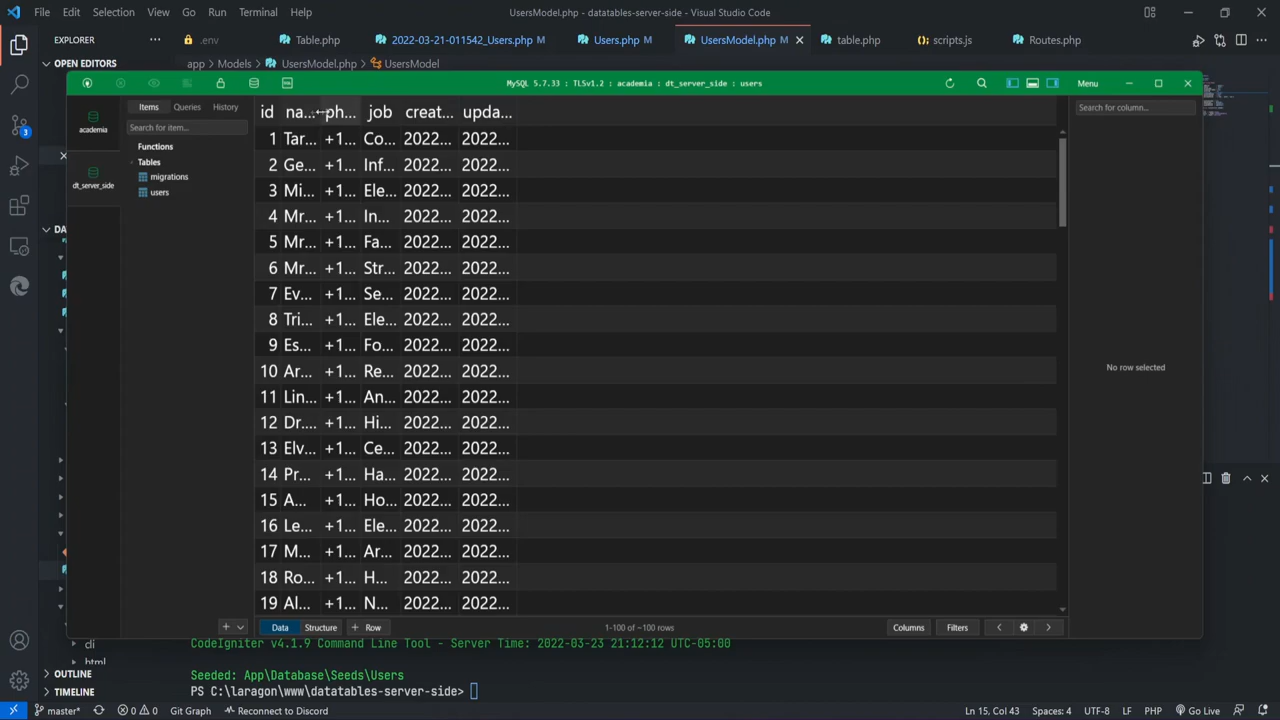 File Edit Selection View Go Run Terminal Help UsersModel.php - datatables-server-side - Visual Studio Code
EXPLORER ... .env Table.php 2022-03-21-011542_Users.php M Users.php M UsersModel.php M table.php scripts.js Routes.php
OPEN EDITORS app > Models > UsersModel.php > UsersModel
MySQL 5.7.33 : TLSv1.2 : academia : dt_server_side : users Menu
academia
dt_server_side
Items Queries History
Search for item...
Functions
Tables
migrations
users
id na... ph... job creat... upda...
1 Tar... +1... Co... 2022... 2022...
2 Ge... +1... Inf... 2022... 2022...
3 Mi... +1... Ele... 2022... 2022...
4 Mr... +1... In... 2022... 2022...
5 Mr... +1... Fa... 2022... 2022...
6 Mr... +1... Str... 2022... 2022...
7 Ev... +1... Se... 2022... 2022...
8 Tri... +1... Ele... 2022... 2022...
9 Es... +1... Fo... 2022... 2022...
10 Ar... +1... Re... 2022... 2022...
11 Lin... +1... An... 2022... 2022...
12 Dr... +1... Hi... 2022... 2022...
13 Elv... +1... Ce... 2022... 2022...
14 Pr... +1... Ha... 2022... 2022...
15 A... +1... Ho... 2022... 2022...
16 Le... +1... Ele... 2022... 2022...
17 M... +1... Ar... 2022... 2022...
18 Ro... +1... H... 2022... 2022...
19 Al... +1... N... 2022... 2022...
Search for column...
No row selected
Data Structure + Row 1-100 of ~100 rows Columns Filters
DA
3
cli
html
OUTLINE
TIMELINE
CodeIgniter v4.1.9 Command Line Tool - Server Time: 2022-03-23 21:12:12 UTC-05:00
Seeded: App\Database\Seeds\Users
PS C:\laragon\www\datatables-server-side>
master* 0 0 Git Graph Reconnect to Discord Ln 15, Col 43 Spaces: 4 UTF-8 LF PHP Go Live